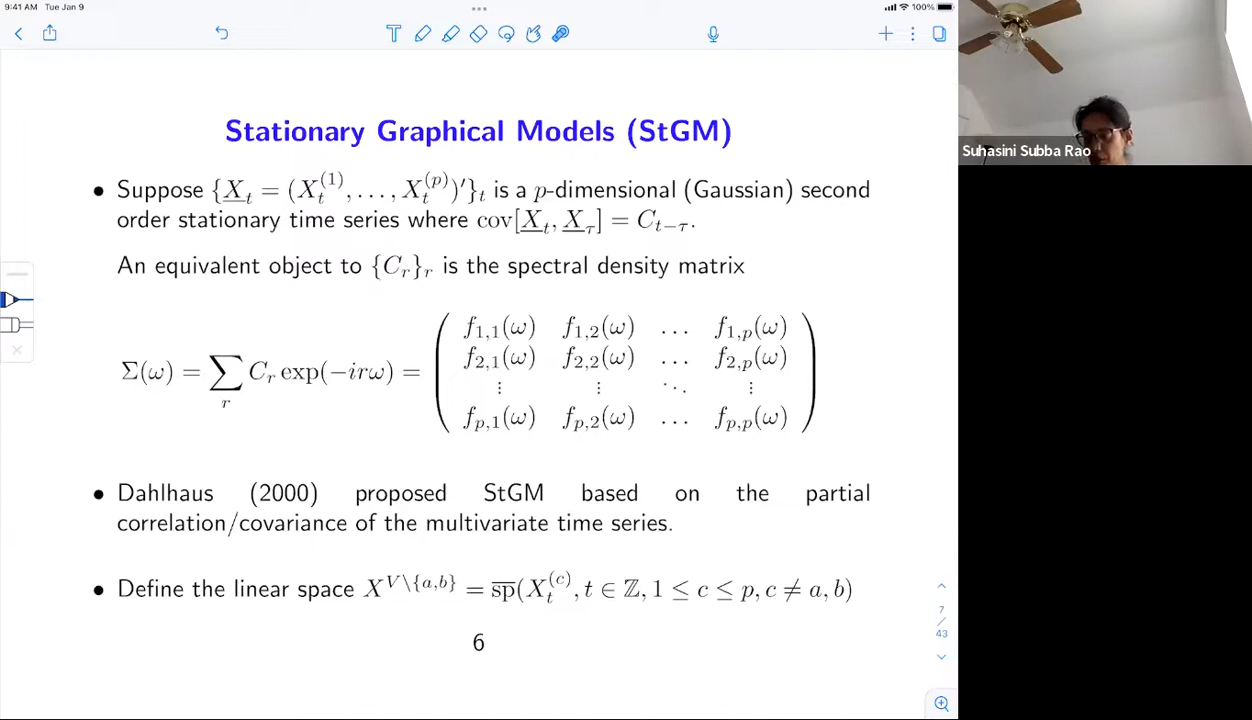 9:41 AM Tue Jan 9
100%
Stationary Graphical Models (StGM)
• Suppose {X̲_t = (X_t^{(1)}, . . . , X_t^{(p)})′}_t is a p-dimensional (Gaussian) second
order stationary time series where cov[X̲_t, X̲_τ] = C_{t−τ}.
An equivalent object to {C_r}_r is the spectral density matrix
Σ(ω) = ∑_r C_r exp(−irω) =
f_{1,1}(ω) f_{1,2}(ω) . . . f_{1,p}(ω)
f_{2,1}(ω) f_{2,2}(ω) . . . f_{2,p}(ω)
⋮ ⋮ ⋱ ⋮
f_{p,1}(ω) f_{p,2}(ω) . . . f_{p,p}(ω)
• Dahlhaus (2000) proposed StGM based on the partial
correlation/covariance of the multivariate time series.
• Define the linear space X^{V\{a,b}} = s̅p̅(X_t^{(c)}, t ∈ ℤ, 1 ≤ c ≤ p, c ≠ a, b)
6
7
/
43
Suhasini Subba Rao